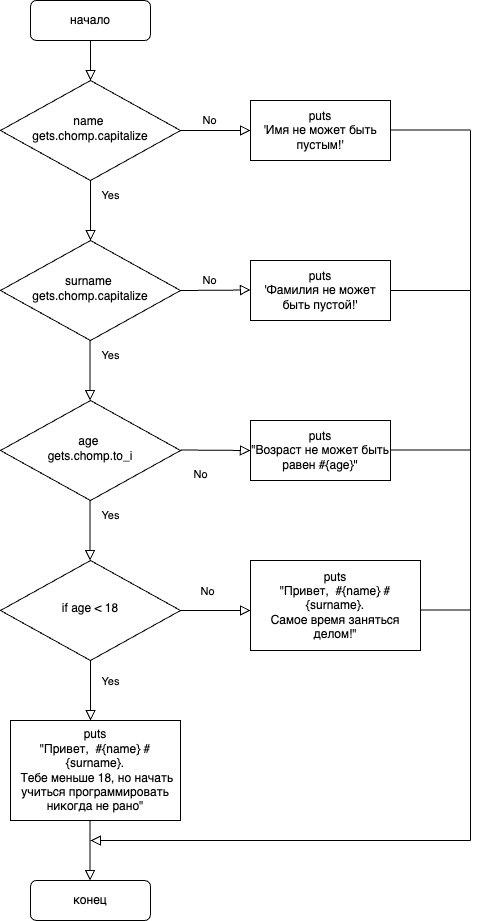 начало
name
gets.chomp.capitalize
No
puts
'Имя не может быть
пустым!'
Yes
surname
gets.chomp.capitalize
No
puts
'Фамилия не может
быть пустой!'
Yes
age
gets.chomp.to_i
No
puts
"Возраст не может быть
равен #{age}"
Yes
if age < 18
No
puts
"Привет,  #{name} #
{surname}.
Самое время заняться
делом!"
Yes
puts
"Привет,  #{name} #
{surname}.
Тебе меньше 18, но начать
учиться программировать
никогда не рано"
конец